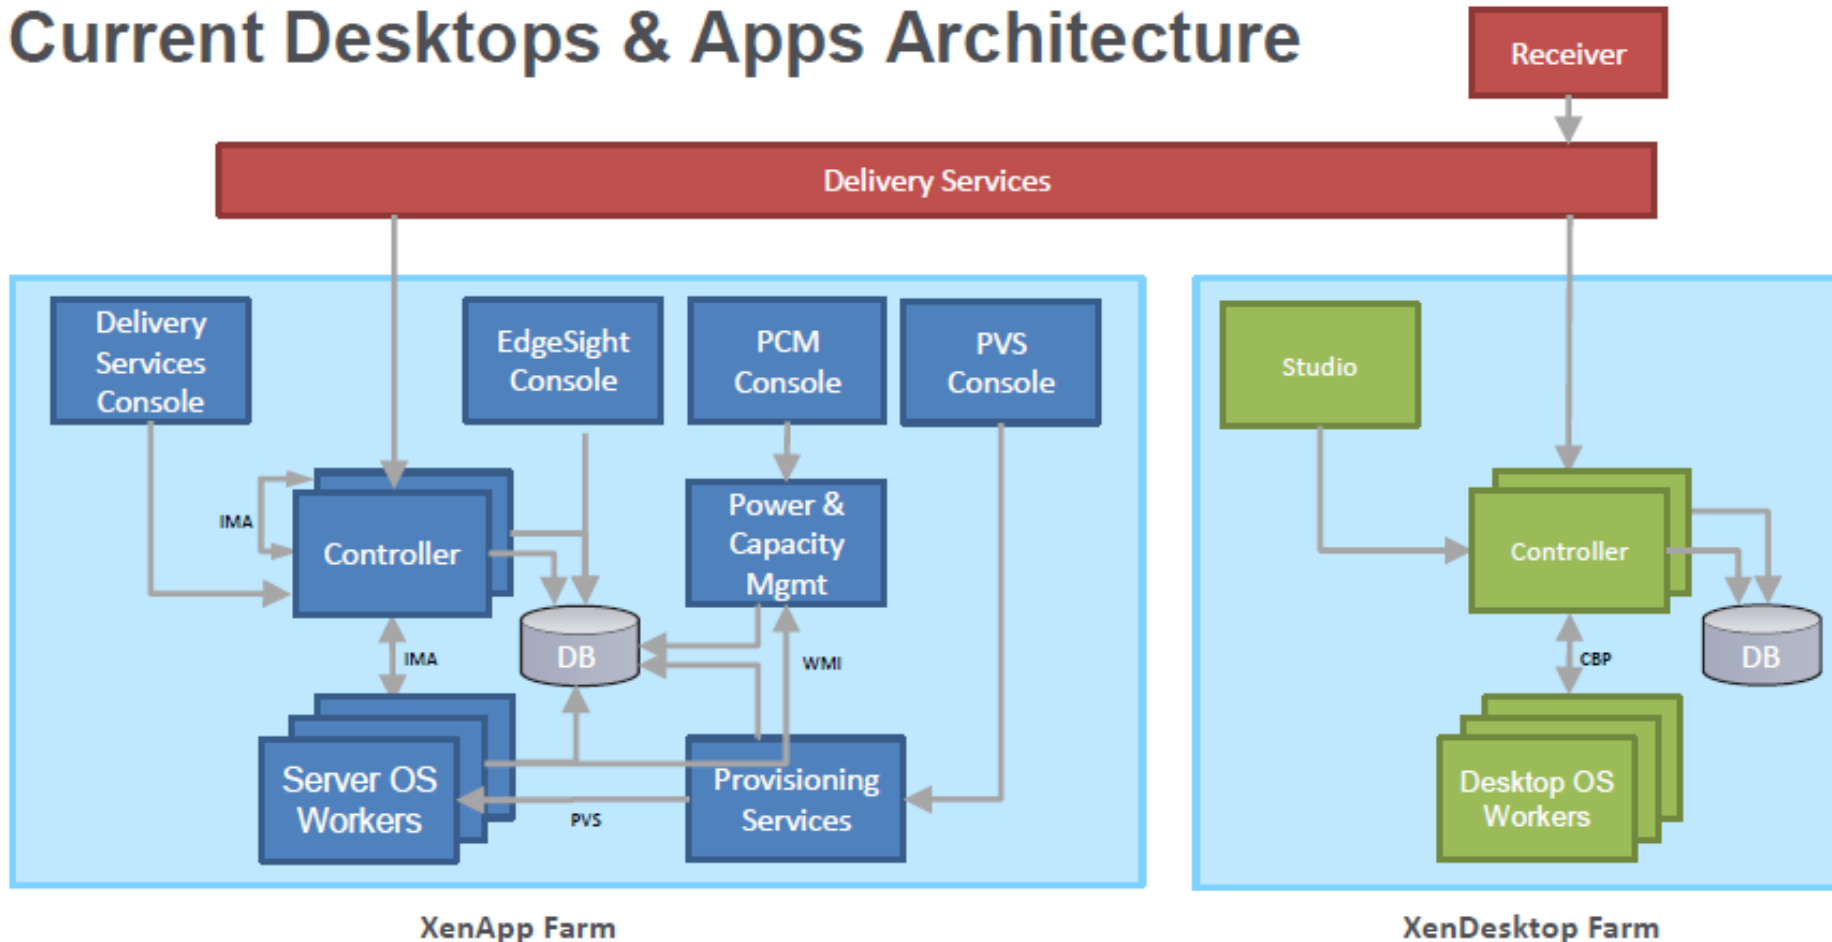 Current Desktops & Apps Architecture
Receiver
Delivery Services
Delivery
Services
Console
EdgeSight
Console
PCM
Console
PVS
Console
Studio
IMA
Controller
Power &
Capacity
Mgmt
Controller
IMA
DB
WMI
CBP
DB
Server OS
Workers
PVS
Provisioning
Services
Desktop OS
Workers
XenApp Farm
XenDesktop Farm